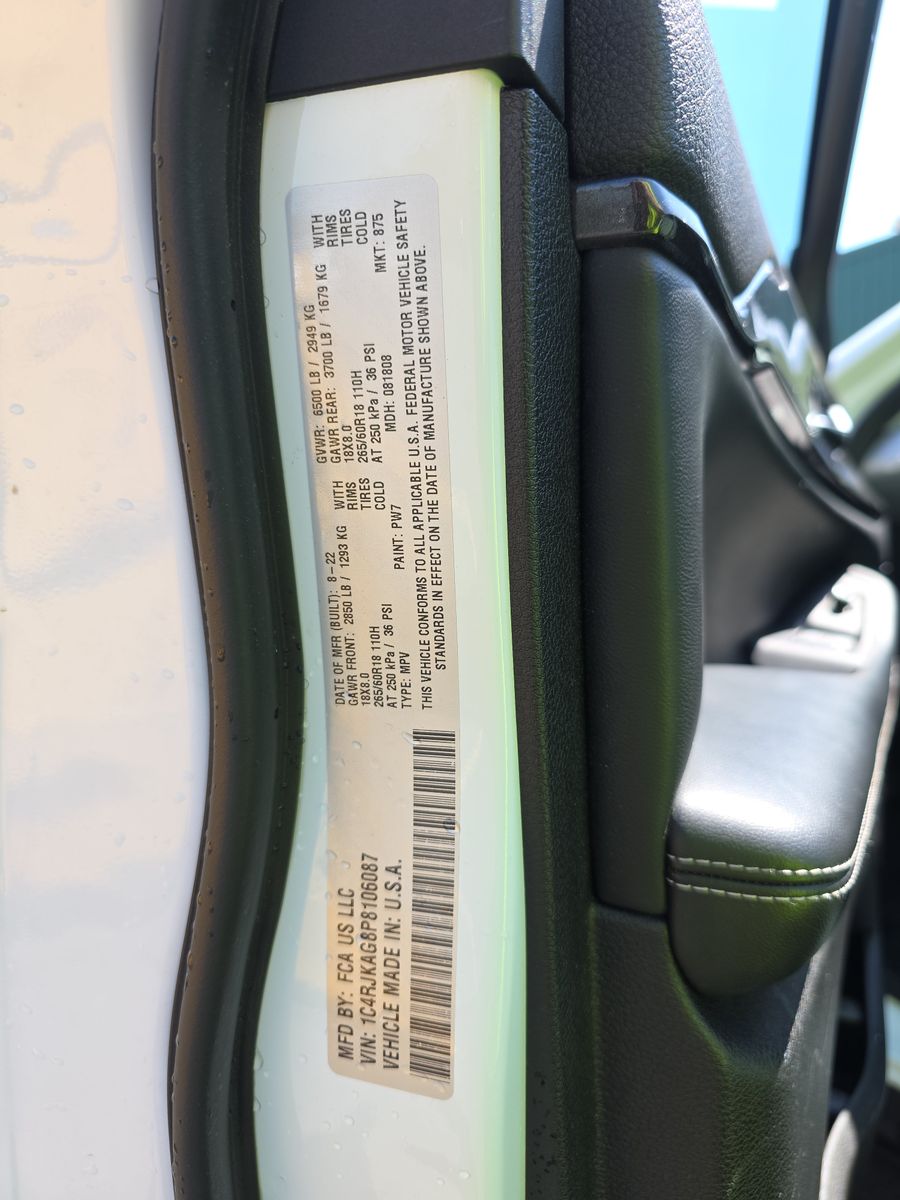 MFD BY: FCA US LLC
VIN: 1C4RJKAG8P8106087
VEHICLE MADE IN: U.S.A.
DATE OF MFR (BUILT): 8-22 GVWR: 6500 LB / 2949 KG
GAWR FRONT: 2850 LB / 1293 KG WITH GAWR REAR: 3700 LB / 1679 KG WITH
18X8.0 RIMS 18X8.0 RIMS
265/60R18 110H TIRES 265/60R18 110H TIRES
AT 250 kPa / 36 PSI COLD AT 250 kPa / 36 PSI COLD
TYPE: MPV PAINT: PW7 MDH: 081808 MKT: 875
THIS VEHICLE CONFORMS TO ALL APPLICABLE U.S.A. FEDERAL MOTOR VEHICLE SAFETY
STANDARDS IN EFFECT ON THE DATE OF MANUFACTURE SHOWN ABOVE.